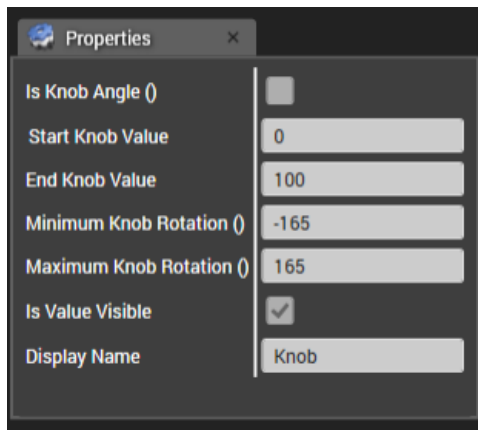 Properties ×
Is Knob Angle ()
Start Knob Value 0
End Knob Value 100
Minimum Knob Rotation () -165
Maximum Knob Rotation () 165
Is Value Visible
Display Name Knob